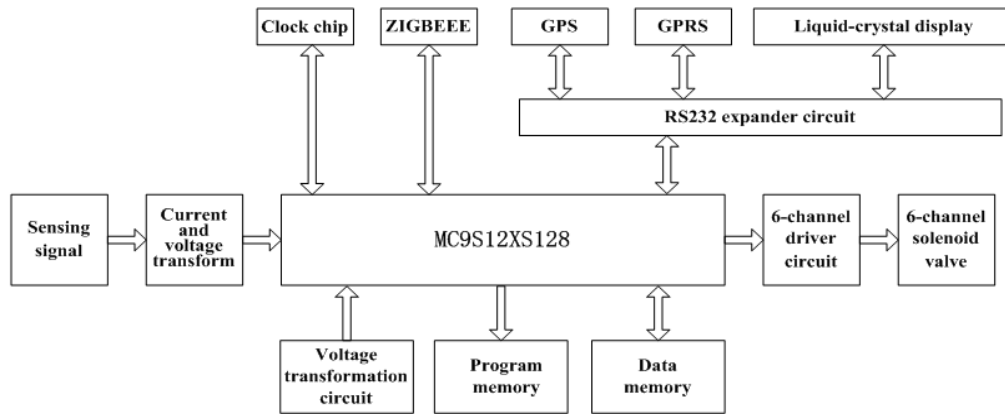 Clock chip
ZIGBEEE
GPS
GPRS
Liquid-crystal display
RS232 expander circuit
Sensing
signal
Current
and
voltage
transform
MC9S12XS128
6-channel
driver
circuit
6-channel
solenoid
valve
Voltage
transformation
circuit
Program
memory
Data
memory